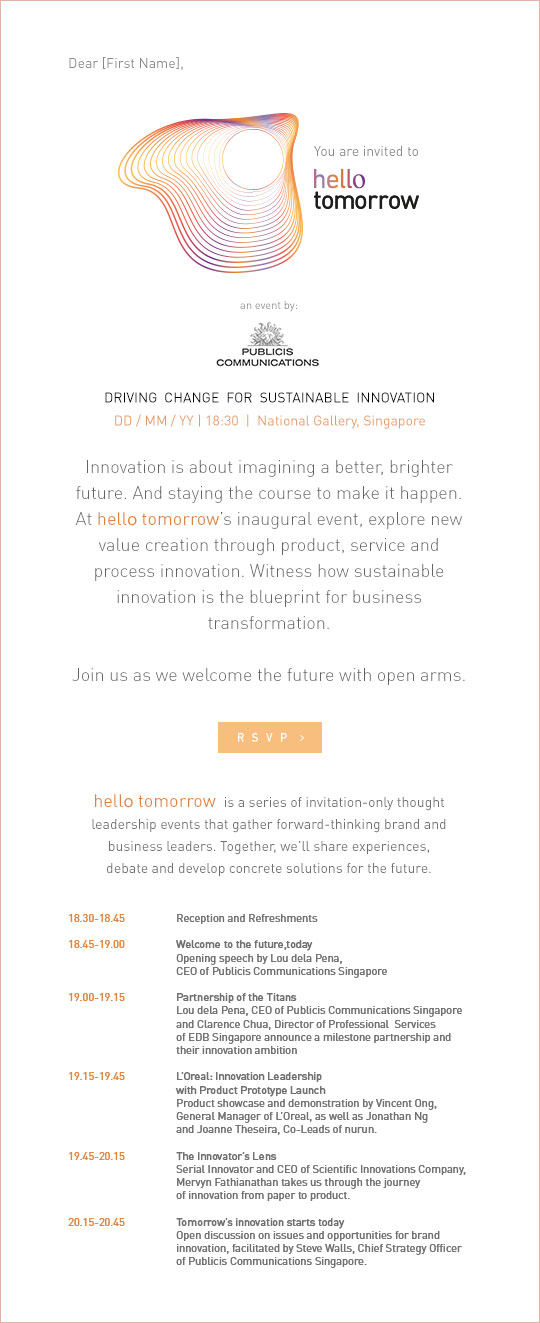 Dear [First Name],
You are invited to
hello
tomorrow
an event by:
PUBLICIS
COMMUNICATIONS
DRIVING CHANGE FOR SUSTAINABLE INNOVATION
DD / MM / YY | 18:30 | National Gallery, Singapore
Innovation is about imagining a better, brighter
future. And staying the course to make it happen.
At hello tomorrow's inaugural event, explore new
value creation through product, service and
process innovation. Witness how sustainable
innovation is the blueprint for business
transformation.
Join us as we welcome the future with open arms.
RSVP >
hello tomorrow is a series of invitation-only thought
leadership events that gather forward-thinking brand and
business leaders. Together, we'll share experiences,
debate and develop concrete solutions for the future.
18.30-18.45 Reception and Refreshments
18.45-19.00 Welcome to the future,today
Opening speech by Lou dela Pena,
CEO of Publicis Communications Singapore
19.00-19.15 Partnership of the Titans
Lou dela Pena, CEO of Publicis Communications Singapore
and Clarence Chua, Director of Professional Services
of EDB Singapore announce a milestone partnership and
their innovation ambition
19.15-19.45 L'Oreal: Innovation Leadership
with Product Prototype Launch
Product showcase and demonstration by Vincent Ong,
General Manager of L'Oreal, as well as Jonathan Ng
and Joanne Theseira, Co-Leads of nurun.
19.45-20.15 The Innovator's Lens
Serial Innovator and CEO of Scientific Innovations Company,
Mervyn Fathianathan takes us through the journey
of innovation from paper to product.
20.15-20.45 Tomorrow's innovation starts today
Open discussion on issues and opportunities for brand
innovation, facilitated by Steve Walls, Chief Strategy Officer
of Publicis Communications Singapore.